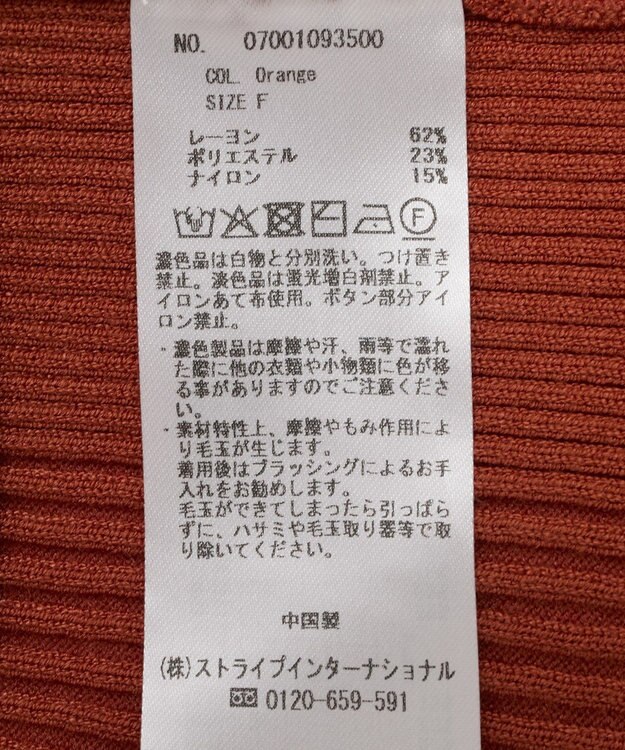 NO. 07001093500
COL. Orange
SIZE F
レーヨン 62%
ポリエステル 23%
ナイロン 15%
F
濃色品は白物と分別洗い。つけ置き
禁止。淡色品は蛍光増白剤禁止。ア
イロンあて布使用。ボタン部分アイ
ロン禁止。
・濃色製品は摩擦や汗、雨等で濡れ
た際に他の衣類や小物類に色が移
る事がありますのでご注意くださ
い。
・素材特性上、摩擦やもみ作用によ
り毛玉が生じます。
着用後はブラッシングによるお手
入れをお勧めします。
毛玉ができてしまったら引っぱら
ずに、ハサミや毛玉取り器等で取
り除いてください。
中国製
(株)ストライプインターナショナル
0120-659-591